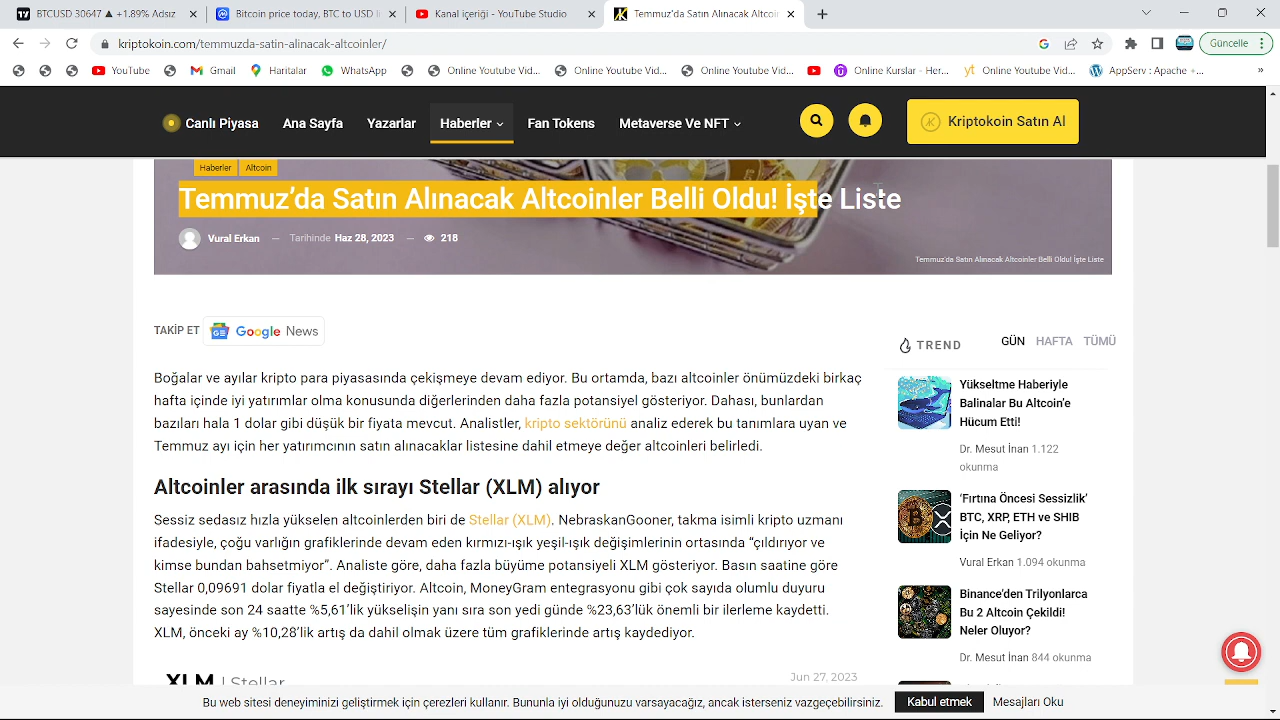 BTCUSD 30647 ▲ +1.89% Adsız
Bitcoin price today, BTC to USD li
Kanal İçeriği - YouTube Studio
Temmuz'da Satın Alınacak Altcoin
kriptokoin.com/temmuzda-satin-alinacak-altcoinler/
Güncelle
YouTube
Gmail
Haritalar
WhatsApp
Online Youtube Vid...
Online Youtube Vid...
Online Youtube Vid...
Online Kurslar - Her...
Online Youtube Vid...
AppServ : Apache +...
»
Canlı Piyasa
Ana Sayfa
Yazarlar
Haberler
Fan Tokens
Metaverse Ve NFT
Kriptokoin Satın Al
Haberler
Altcoin
Temmuz’da Satın Alınacak Altcoinler Belli Oldu! İşte Liste
Vural Erkan — Tarihinde Haz 28, 2023 — 218
Temmuz'da Satın Alınacak Altcoinler Belli Oldu! İşte Liste
TAKİP ET Google News
Boğalar ve ayılar kripto para piyasasında çekişmeye devam ediyor. Bu ortamda, bazı altcoinler önümüzdeki birkaç
hafta için iyi yatırımlar olma konusunda diğerlerinden daha fazla potansiyel gösteriyor. Dahası, bunlardan
bazıları hala 1 dolar gibi düşük bir fiyata mevcut. Analistler, kripto sektörünü analiz ederek bu tanımlara uyan ve
Temmuz ayı için her yatırımcının satın alınacaklar listesine dahil etmeye değer altcoinleri belirledi.
Altcoinler arasında ilk sırayı Stellar (XLM) alıyor
Sessiz sedasız hızla yükselen altcoinlerden biri de Stellar (XLM). NebraskanGooner, takma isimli kripto uzmanı
ifadesiyle, çoğu varlığın grafiklerinde devam eden kırmızı-ışık yeşil-ışık değişimlerinin ortasında “çıldırıyor ve
kimse bundan bahsetmiyor”. Analiste göre, daha fazla büyüme potansiyeli XLM gösteriyor. Basın saatine göre
Stellar 0,09691 dolar fiyatla el değiştiriyor. Altcoin, MoneyGram entegrasyonu gibi çok sayıda olumlu duyuru
sayesinde son 24 saatte %5,61’lik yükselişin yanı sıra son yedi günde %23,63’lük önemli bir ilerleme kaydetti.
XLM, önceki ay %10,28’lik artış da dahil olmak üzere tüm grafiklerinde artış kaydediyor.
XLM | Stellar
Jun 27, 2023
TREND
GÜN HAFTA TÜMÜ
Yükseltme Haberiyle
Balinalar Bu Altcoin’e
Hücum Etti!
Dr. Mesut İnan 1.122
okunma
‘Fırtına Öncesi Sessizlik’
BTC, XRP, ETH ve SHIB
İçin Ne Geliyor?
Vural Erkan 1.094 okunma
Binance’den Trilyonlarca
Bu 2 Altcoin Çekildi!
Neler Oluyor?
Dr. Mesut İnan 844 okunma
eyiminizi geliştirmek için çerezleri kullanır. Bununla iyi olduğunuzu varsayacağız, ancak isterseniz vazgeçebilirsiniz.
Kabul etmek
Mesajları Oku